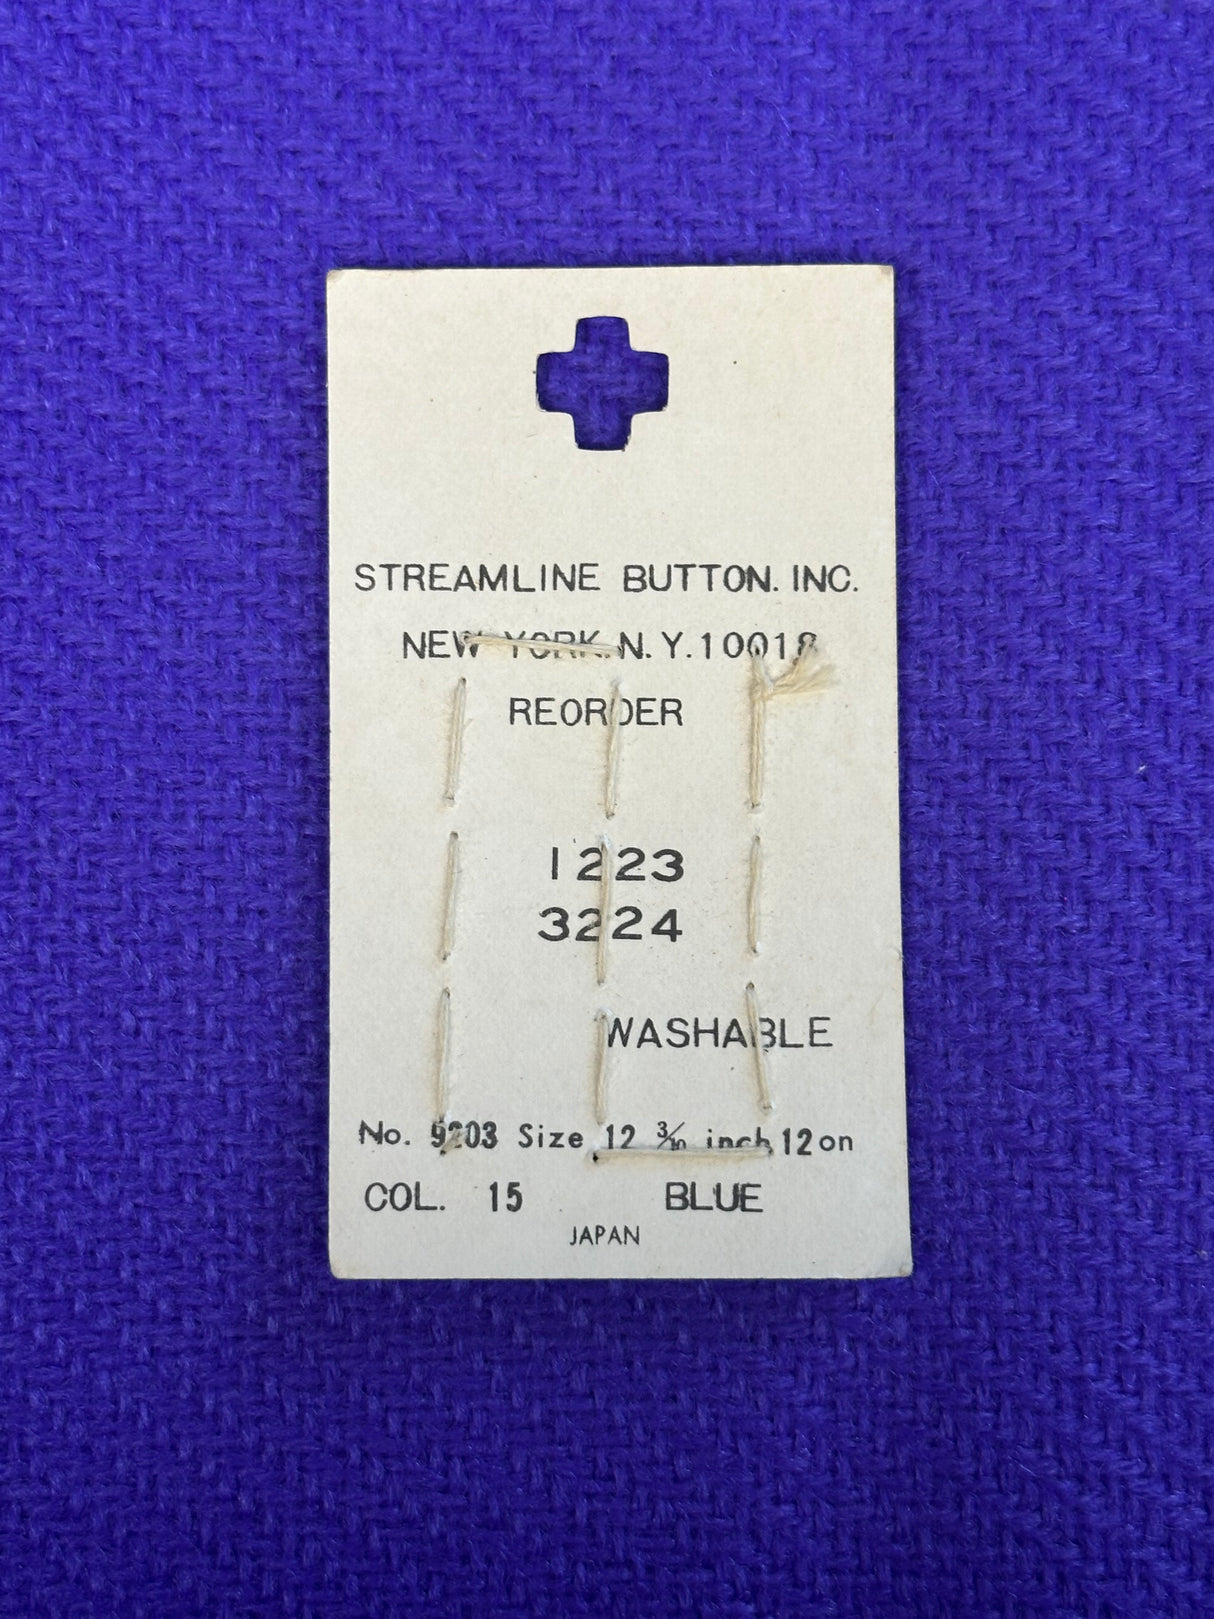 STREAMLINE BUTTON. INC.
NEW YORK. N. Y. 10018
REORDER
1223
3224
WASHABLE
No. 9203 Size 12 3/10 inch 12 on
COL. 15 BLUE
JAPAN